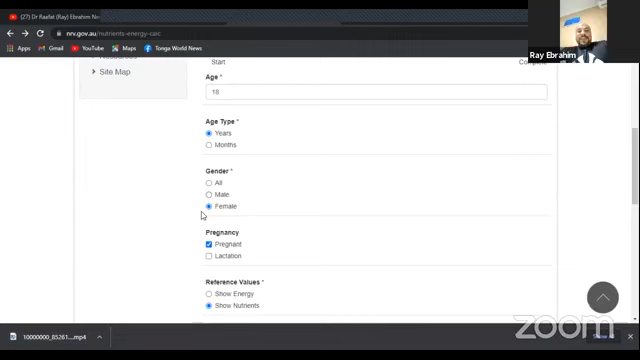 (27) Dr Raafat (Ray) Ebrahim
nrv.gov.au/nutrients-energy-calc
Apps Gmail YouTube Maps Tonga World News
Ray Ebrahim
Start
Site Map
Age *
18
Age Type *
Years
Months
Gender *
All
Male
Female
Pregnancy
Pregnant
Lactation
Reference Values *
Show Energy
Show Nutrients
10000000_85261....mp4
Show All
zoom